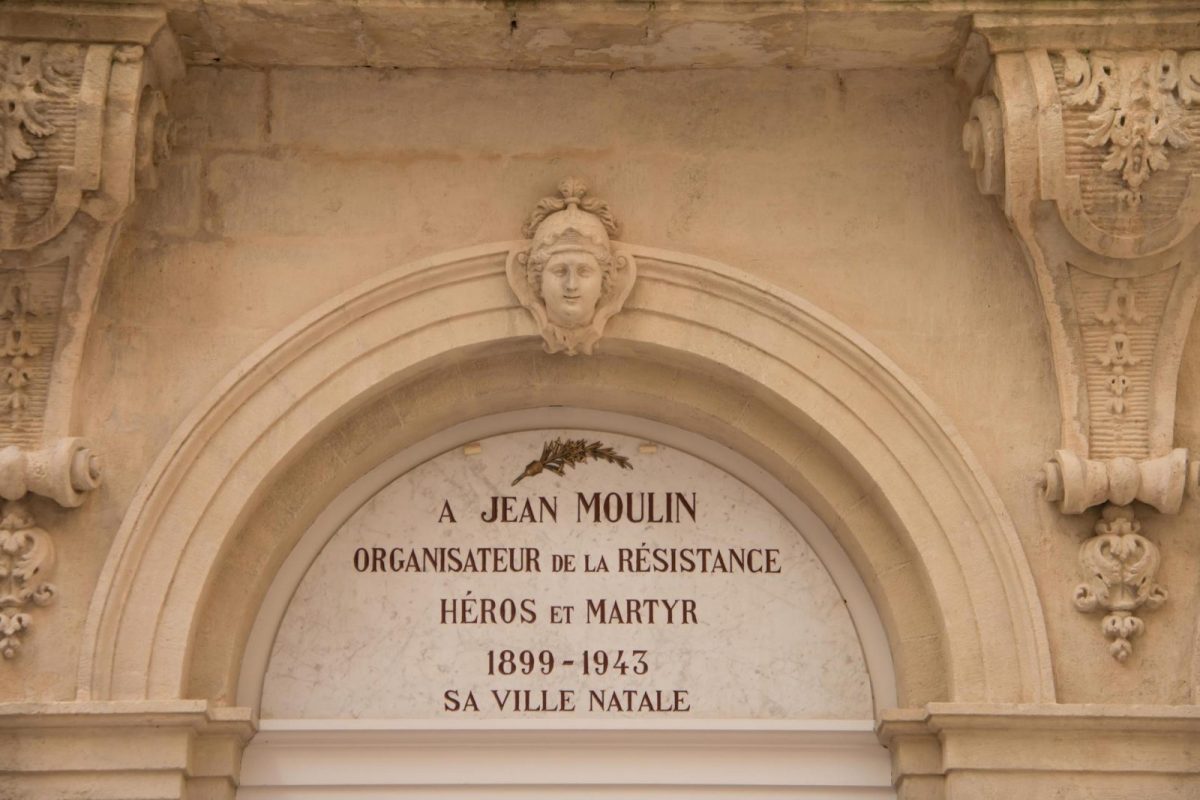 A JEAN MOULIN
ORGANISATEUR DE LA RÉSISTANCE
HÉROS ET MARTYR
1899-1943
SA VILLE NATALE